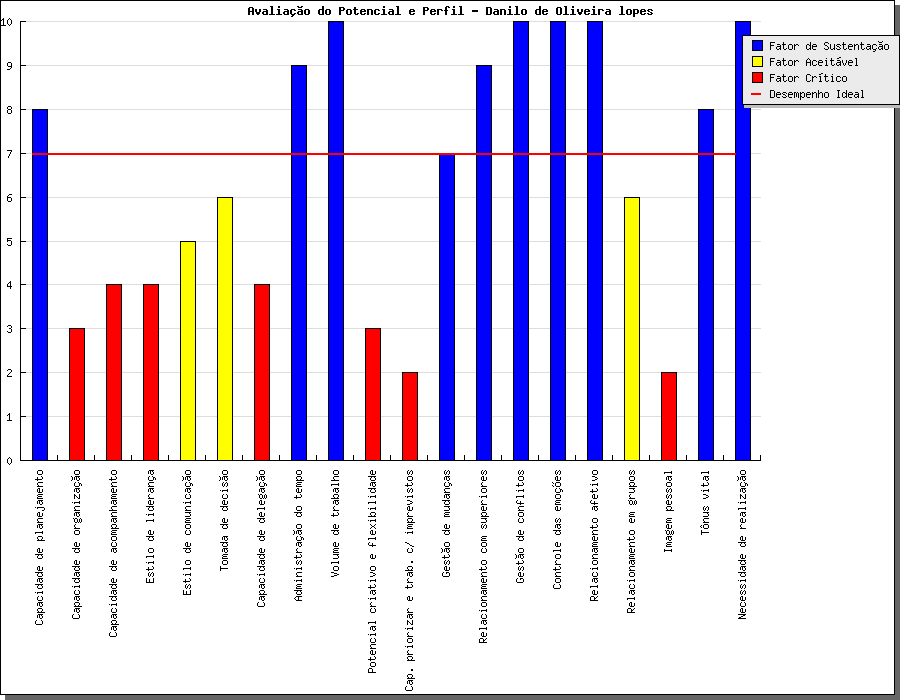 Avaliação do Potencial e Perfil - Danilo de Oliveira lopes
Fator de Sustentação
Fator Aceitável
Fator Crítico
Desempenho Ideal
10
9
8
7
6
5
4
3
2
1
0
Capacidade de planejamento
Capacidade de organização
Capacidade de acompanhamento
Estilo de liderança
Estilo de comunicação
Tomada de decisão
Capacidade de delegação
Administração do tempo
Volume de trabalho
Potencial criativo e flexibilidade
Cap. priorizar e trab. c/ imprevistos
Gestão de mudanças
Relacionamento com superiores
Gestão de conflitos
Controle das emoções
Relacionamento afetivo
Relacionamento em grupos
Imagem pessoal
Tônus vital
Necessidade de realização